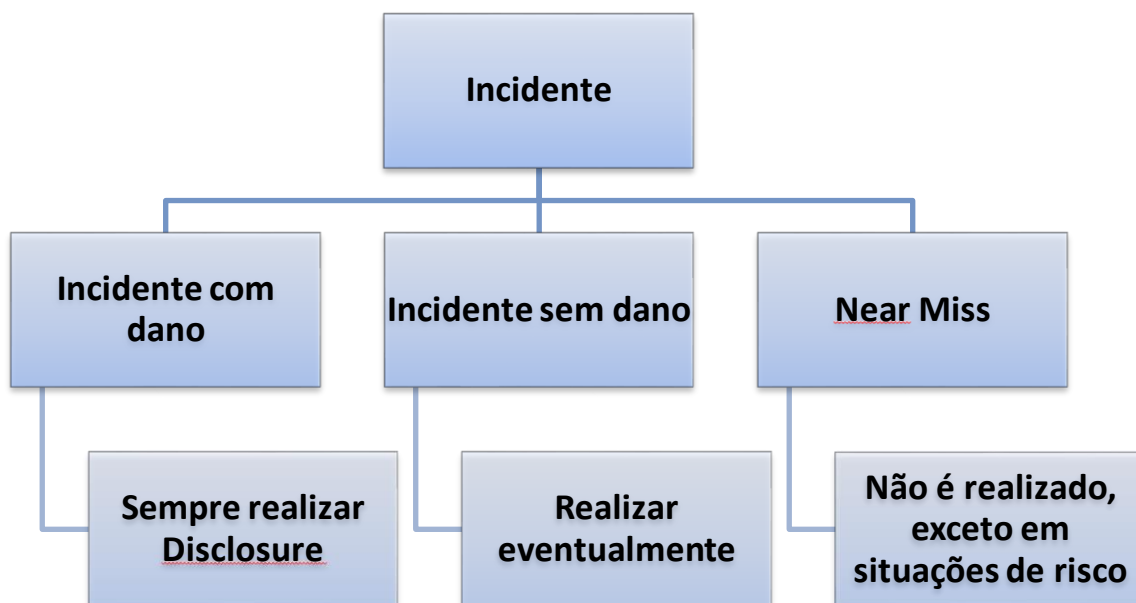 Incidente
Incidente com
dano
Incidente sem dano
Near Miss
Sempre realizar
Disclosure
Realizar
eventualmente
Não é realizado,
exceto em
situações de risco